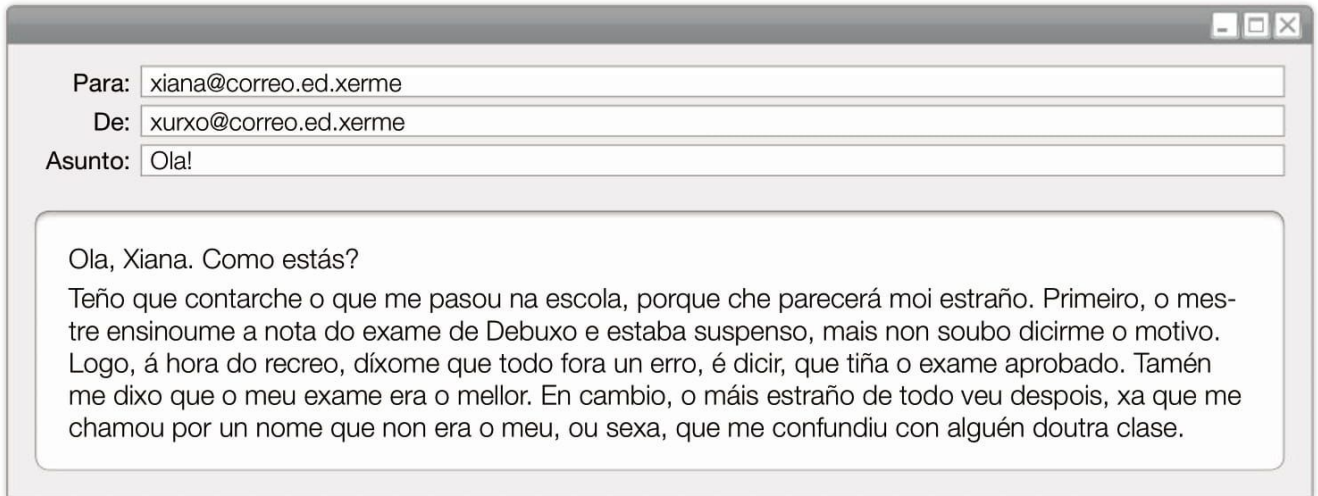 Para: xiana@correo.ed.xerme
De: xurxo@correo.ed.xerme
Asunto: Ola!
Ola, Xiana. Como estás?
Teño que contarche o que me pasou na escola, porque che parecerá moi estraño. Primeiro, o mes-
tre ensinoume a nota do exame de Debuxo e estaba suspenso, mais non soubo dicirme o motivo.
Logo, á hora do recreo, díxome que todo fora un erro, é dicir, que tiña o exame aprobado. Tamén
me dixo que o meu exame era o mellor. En cambio, o máis estraño de todo veu despois, xa que me
chamou por un nome que non era o meu, ou sexa, que me confundiu con alguén doutra clase.